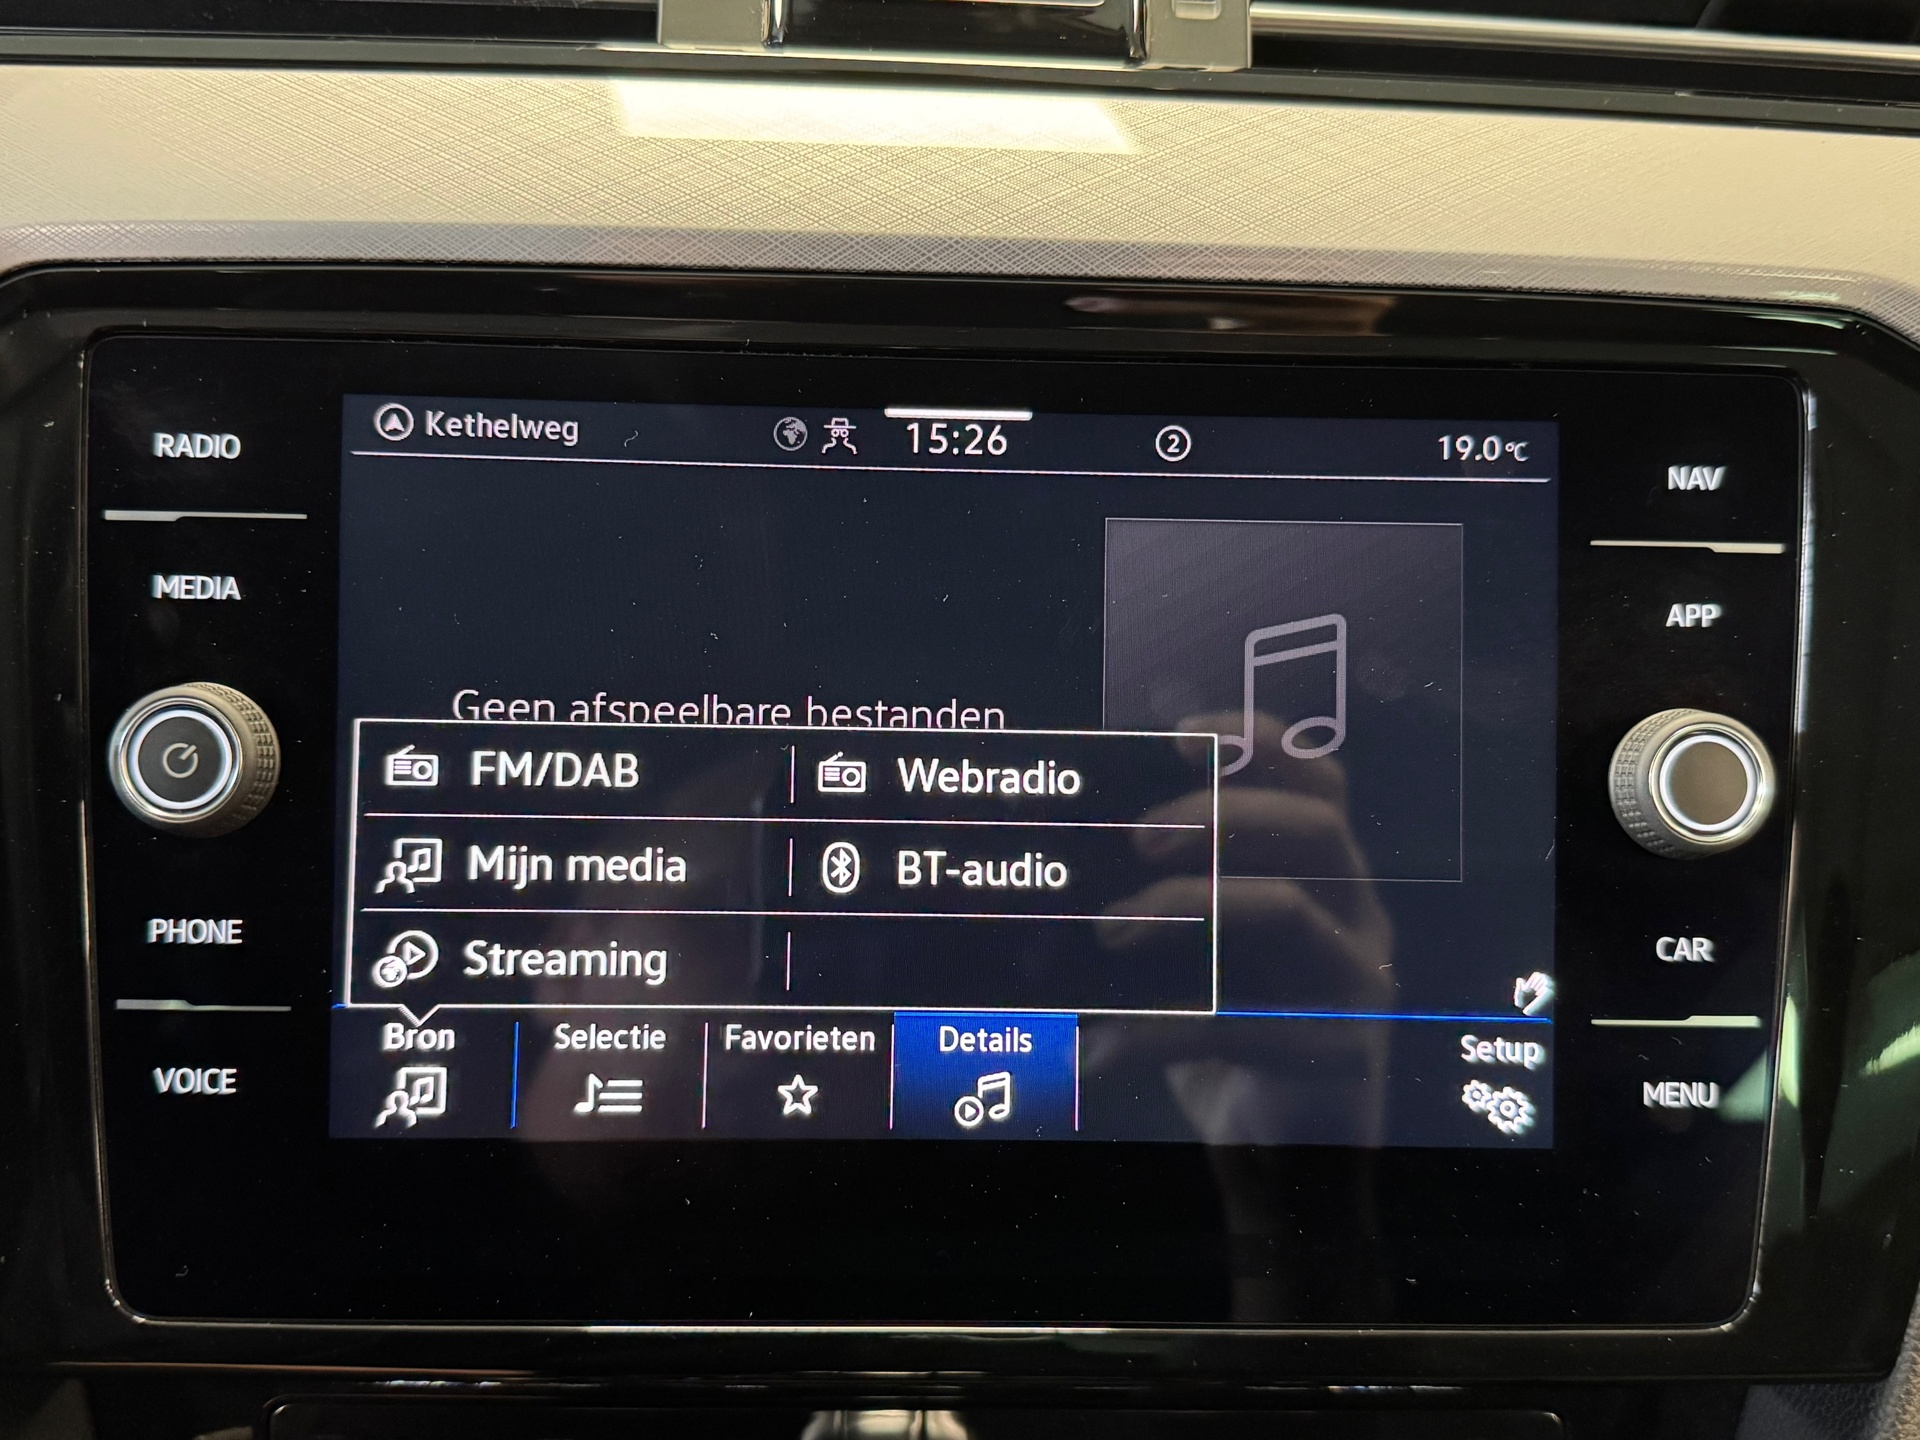 RADIO
MEDIA
PHONE
VOICE
Kethelweg
15:26
2
19.0°C
Geen afspeelbare bestanden
FM/DAB
Webradio
Mijn media
BT-audio
Streaming
Bron
Selectie
Favorieten
Details
Setup
NAV
APP
CAR
MENU